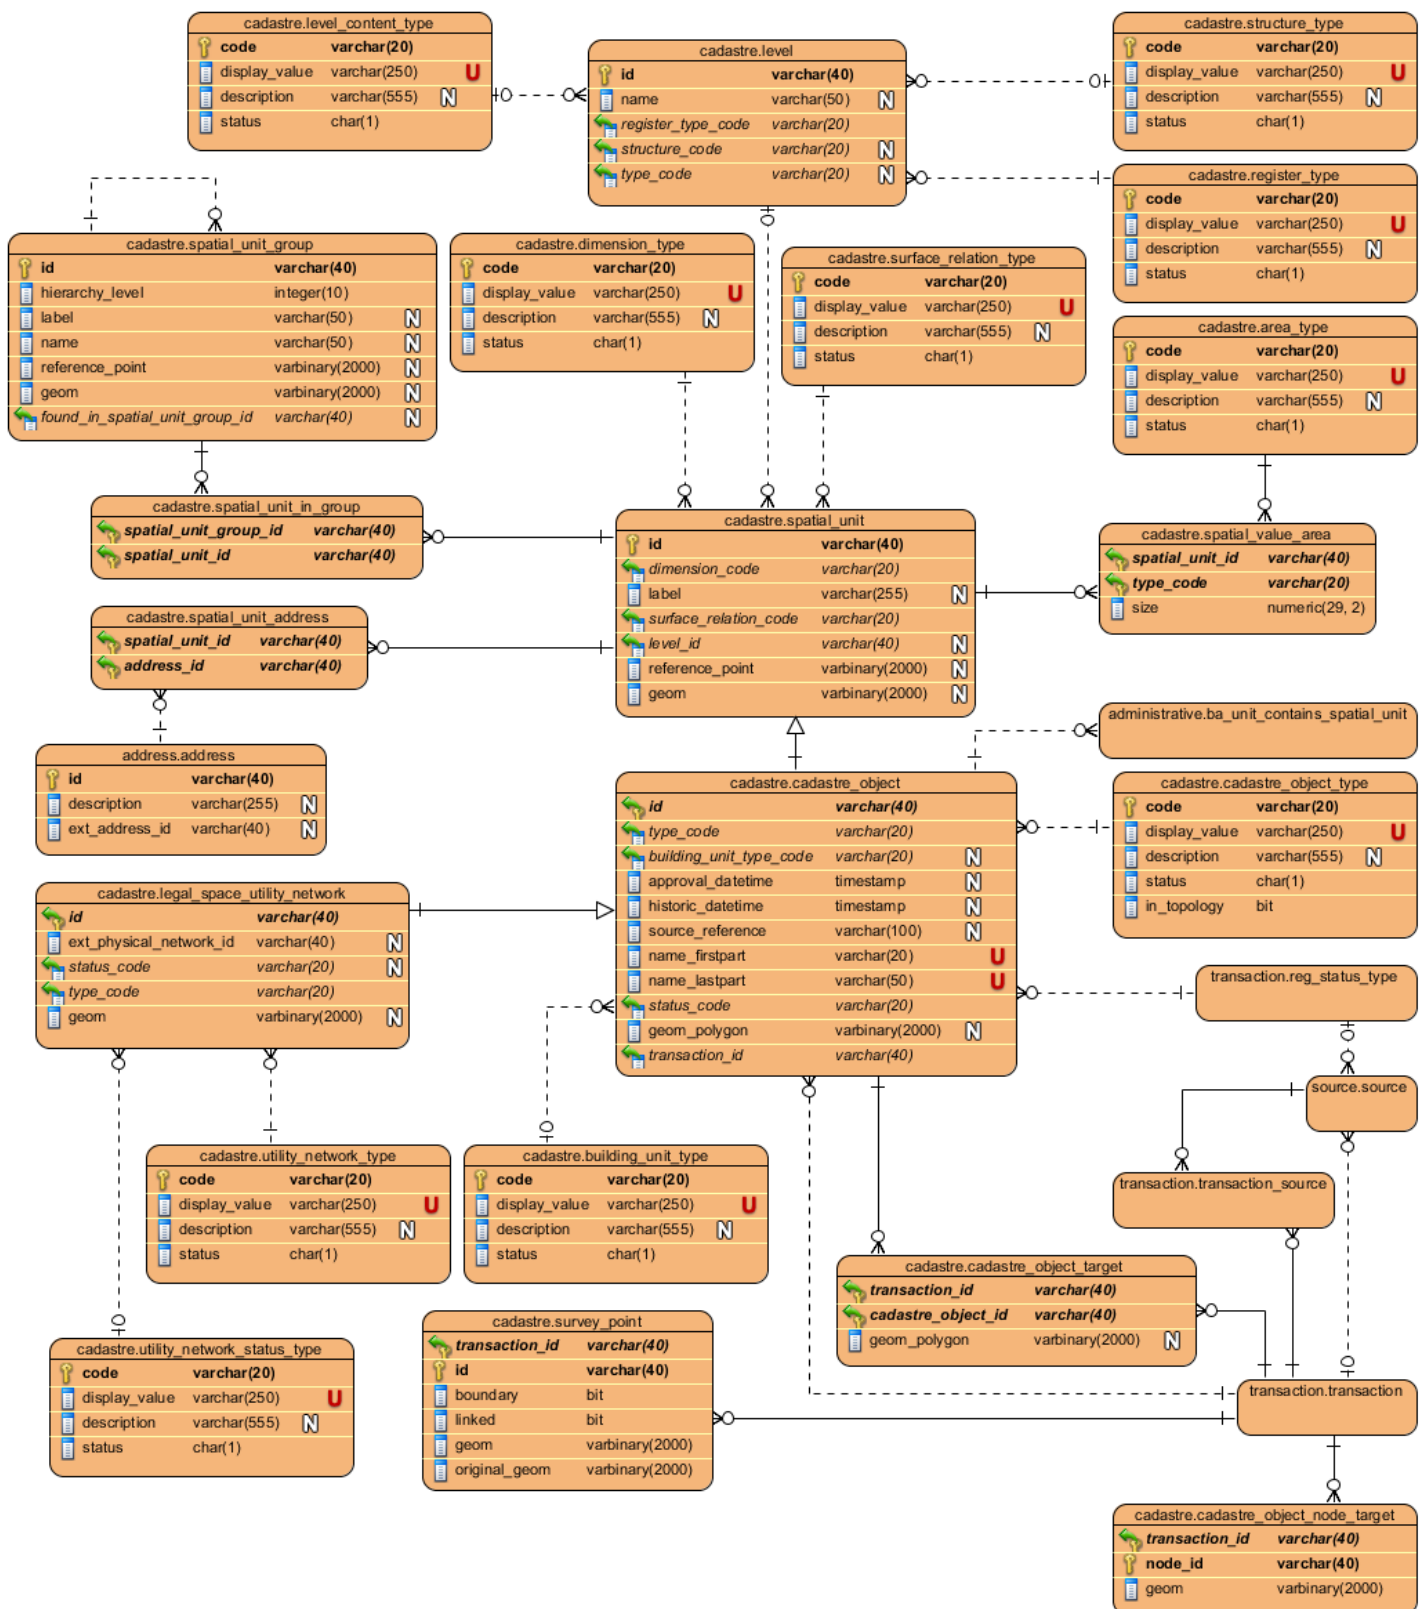 cadastre.level_content_type
code varchar(20)
display_value varchar(250) U
description varchar(555) N
status char(1)
cadastre.level
id varchar(40)
name varchar(50) N
register_type_code varchar(20)
structure_code varchar(20) N
type_code varchar(20) N
cadastre.structure_type
code varchar(20)
display_value varchar(250) U
description varchar(555) N
status char(1)
cadastre.register_type
code varchar(20)
display_value varchar(250) U
description varchar(555) N
status char(1)
cadastre.spatial_unit_group
id varchar(40)
hierarchy_level integer(10)
label varchar(50) N
name varchar(50) N
reference_point varbinary(2000) N
geom varbinary(2000) N
found_in_spatial_unit_group_id varchar(40) N
cadastre.dimension_type
code varchar(20)
display_value varchar(250) U
description varchar(555) N
status char(1)
cadastre.surface_relation_type
code varchar(20)
display_value varchar(250) U
description varchar(555) N
status char(1)
cadastre.area_type
code varchar(20)
display_value varchar(250) U
description varchar(555) N
status char(1)
cadastre.spatial_unit_in_group
spatial_unit_group_id varchar(40)
spatial_unit_id varchar(40)
cadastre.spatial_unit
id varchar(40)
dimension_code varchar(20)
label varchar(255) N
surface_relation_code varchar(20)
level_id varchar(40) N
reference_point varbinary(2000) N
geom varbinary(2000) N
cadastre.spatial_value_area
spatial_unit_id varchar(40)
type_code varchar(20)
size numeric(29, 2)
cadastre.spatial_unit_address
spatial_unit_id varchar(40)
address_id varchar(40)
administrative.ba_unit_contains_spatial_unit
address.address
id varchar(40)
description varchar(255) N
ext_address_id varchar(40) N
cadastre.cadastre_object
id varchar(40)
type_code varchar(20)
building_unit_type_code varchar(20) N
approval_datetime timestamp N
historic_datetime timestamp N
source_reference varchar(100) N
name_firstpart varchar(20) U
name_lastpart varchar(50) U
status_code varchar(20)
geom_polygon varbinary(2000) N
transaction_id varchar(40)
cadastre.cadastre_object_type
code varchar(20)
display_value varchar(250) U
description varchar(555) N
status char(1)
in_topology bit
cadastre.legal_space_utility_network
id varchar(40)
ext_physical_network_id varchar(40) N
status_code varchar(20) N
type_code varchar(20)
geom varbinary(2000) N
transaction.reg_status_type
source.source
transaction.transaction_source
cadastre.utility_network_type
code varchar(20)
display_value varchar(250) U
description varchar(555) N
status char(1)
cadastre.building_unit_type
code varchar(20)
display_value varchar(250) U
description varchar(555) N
status char(1)
cadastre.cadastre_object_target
transaction_id varchar(40)
cadastre_object_id varchar(40)
geom_polygon varbinary(2000) N
cadastre.utility_network_status_type
code varchar(20)
display_value varchar(250) U
description varchar(555) N
status char(1)
cadastre.survey_point
transaction_id varchar(40)
id varchar(40)
boundary bit
linked bit
geom varbinary(2000)
original_geom varbinary(2000)
transaction.transaction
cadastre.cadastre_object_node_target
transaction_id varchar(40)
node_id varchar(40)
geom varbinary(2000)